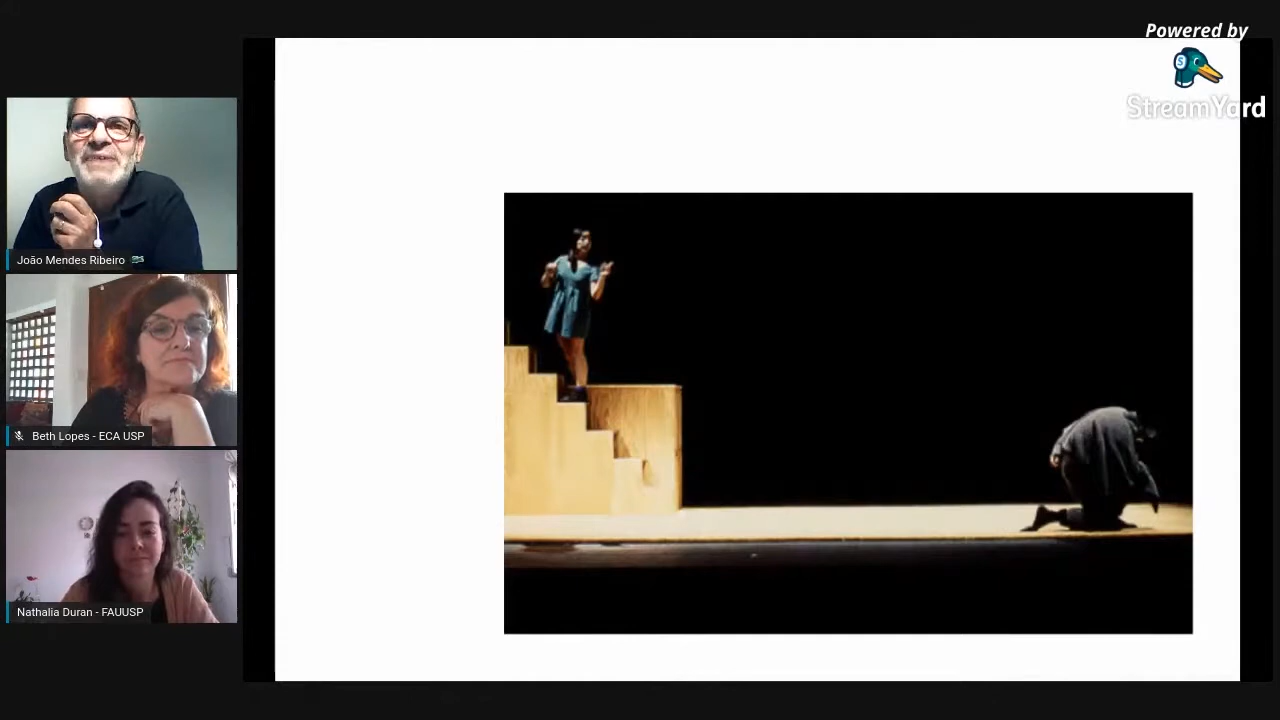 Powered by
StreamYard
João Mendes Ribeiro
Beth Lopes - ECA USP
Nathalia Duran - FAUUSP